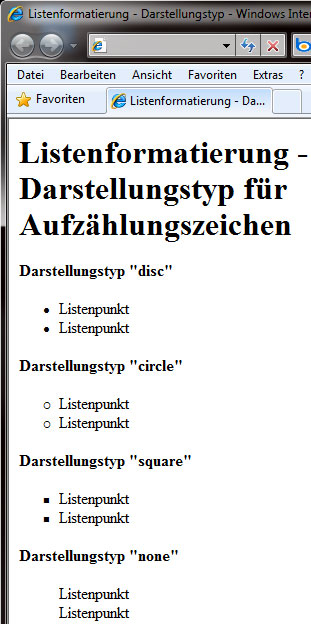 Listenformatierung - Darstellungstyp - Windows Inter
Datei Bearbeiten Ansicht Favoriten Extras ?
Favoriten Listenformatierung - Da...
Listenformatierung -
Darstellungstyp für
Aufzählungszeichen
Darstellungstyp "disc"
Listenpunkt
Listenpunkt
Darstellungstyp "circle"
Listenpunkt
Listenpunkt
Darstellungstyp "square"
Listenpunkt
Listenpunkt
Darstellungstyp "none"
Listenpunkt
Listenpunkt